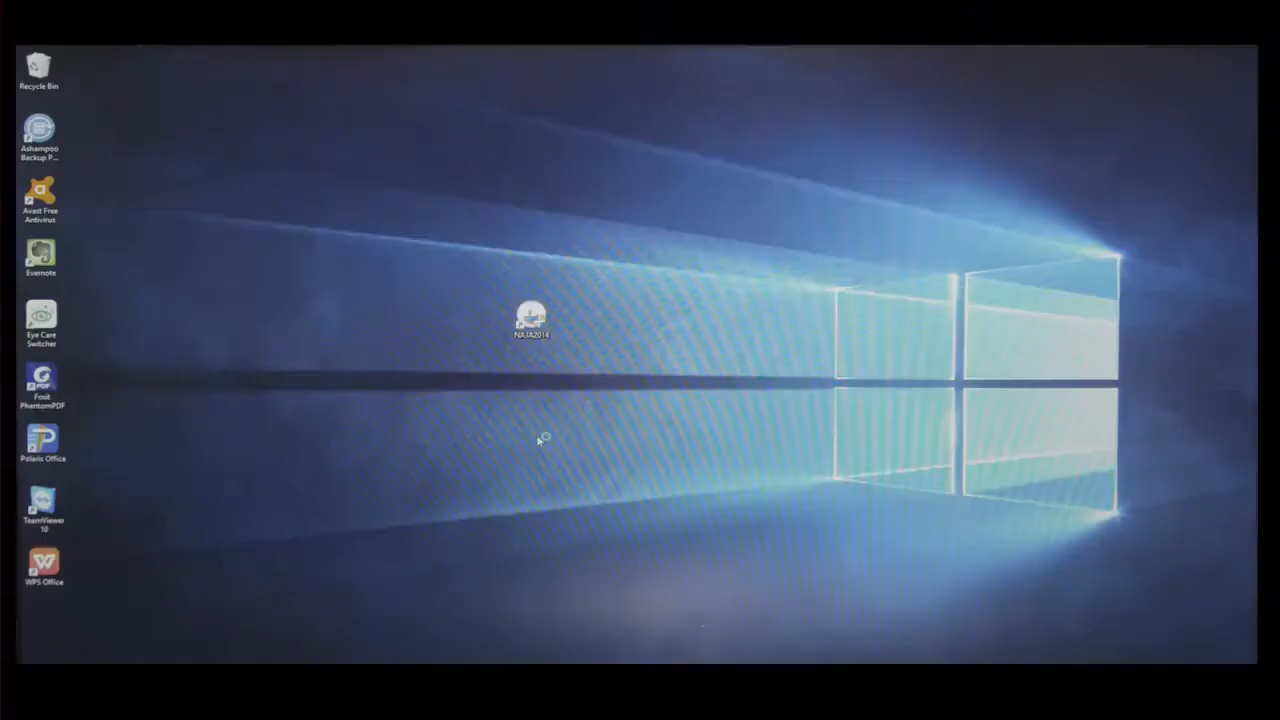 Recycle Bin
Ashampoo
Backup P...
Avast Free
Antivirus
Evernote
Eye Care
Switcher
Foxit
PhantomPDF
Polaris Office
TeamViewer
10
WPS Office
NAJA2014